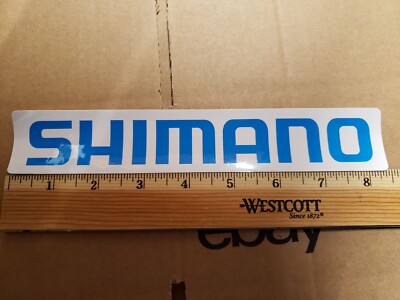 SHIMANO
1 2 3 4 5 6 7 8
WESTCOTT
Since 1872®
ebay